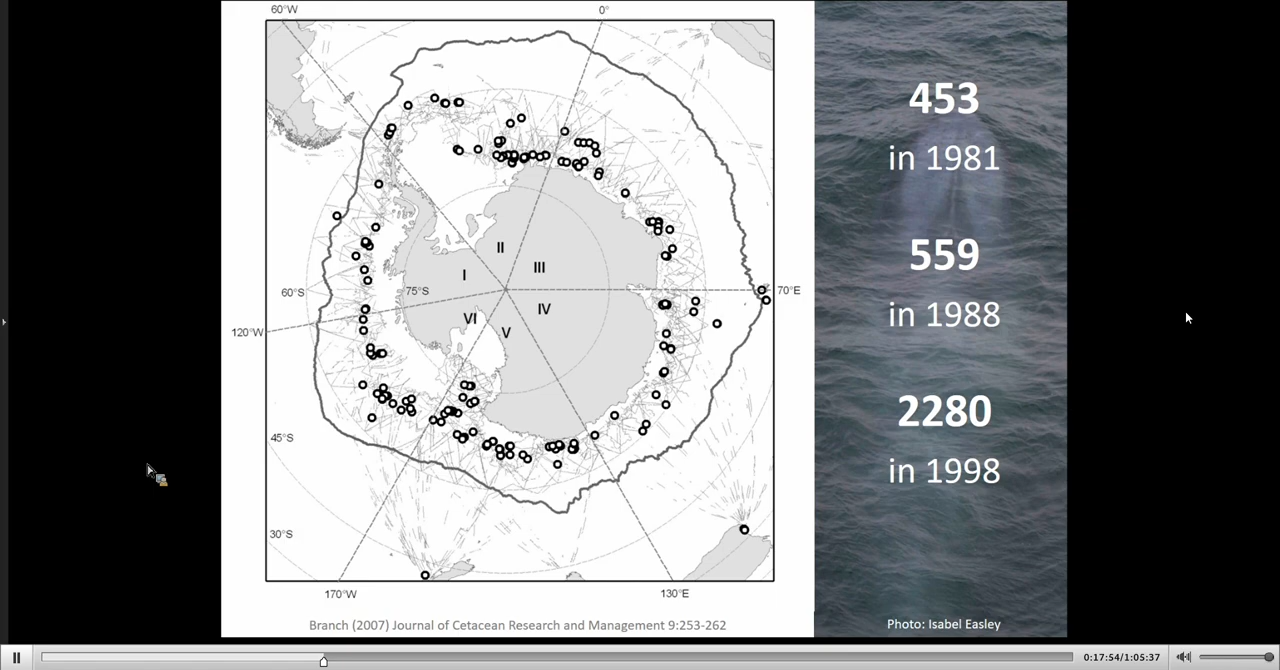 60°W
0°
II
III
I
75°S
60°S
70°E
IV
120°W
VI
V
45°S
30°S
170°W
130°E
Branch (2007) Journal of Cetacean Research and Management 9:253-262
453
in 1981
559
in 1988
2280
in 1998
Photo: Isabel Easley
0:17:54/1:05:37